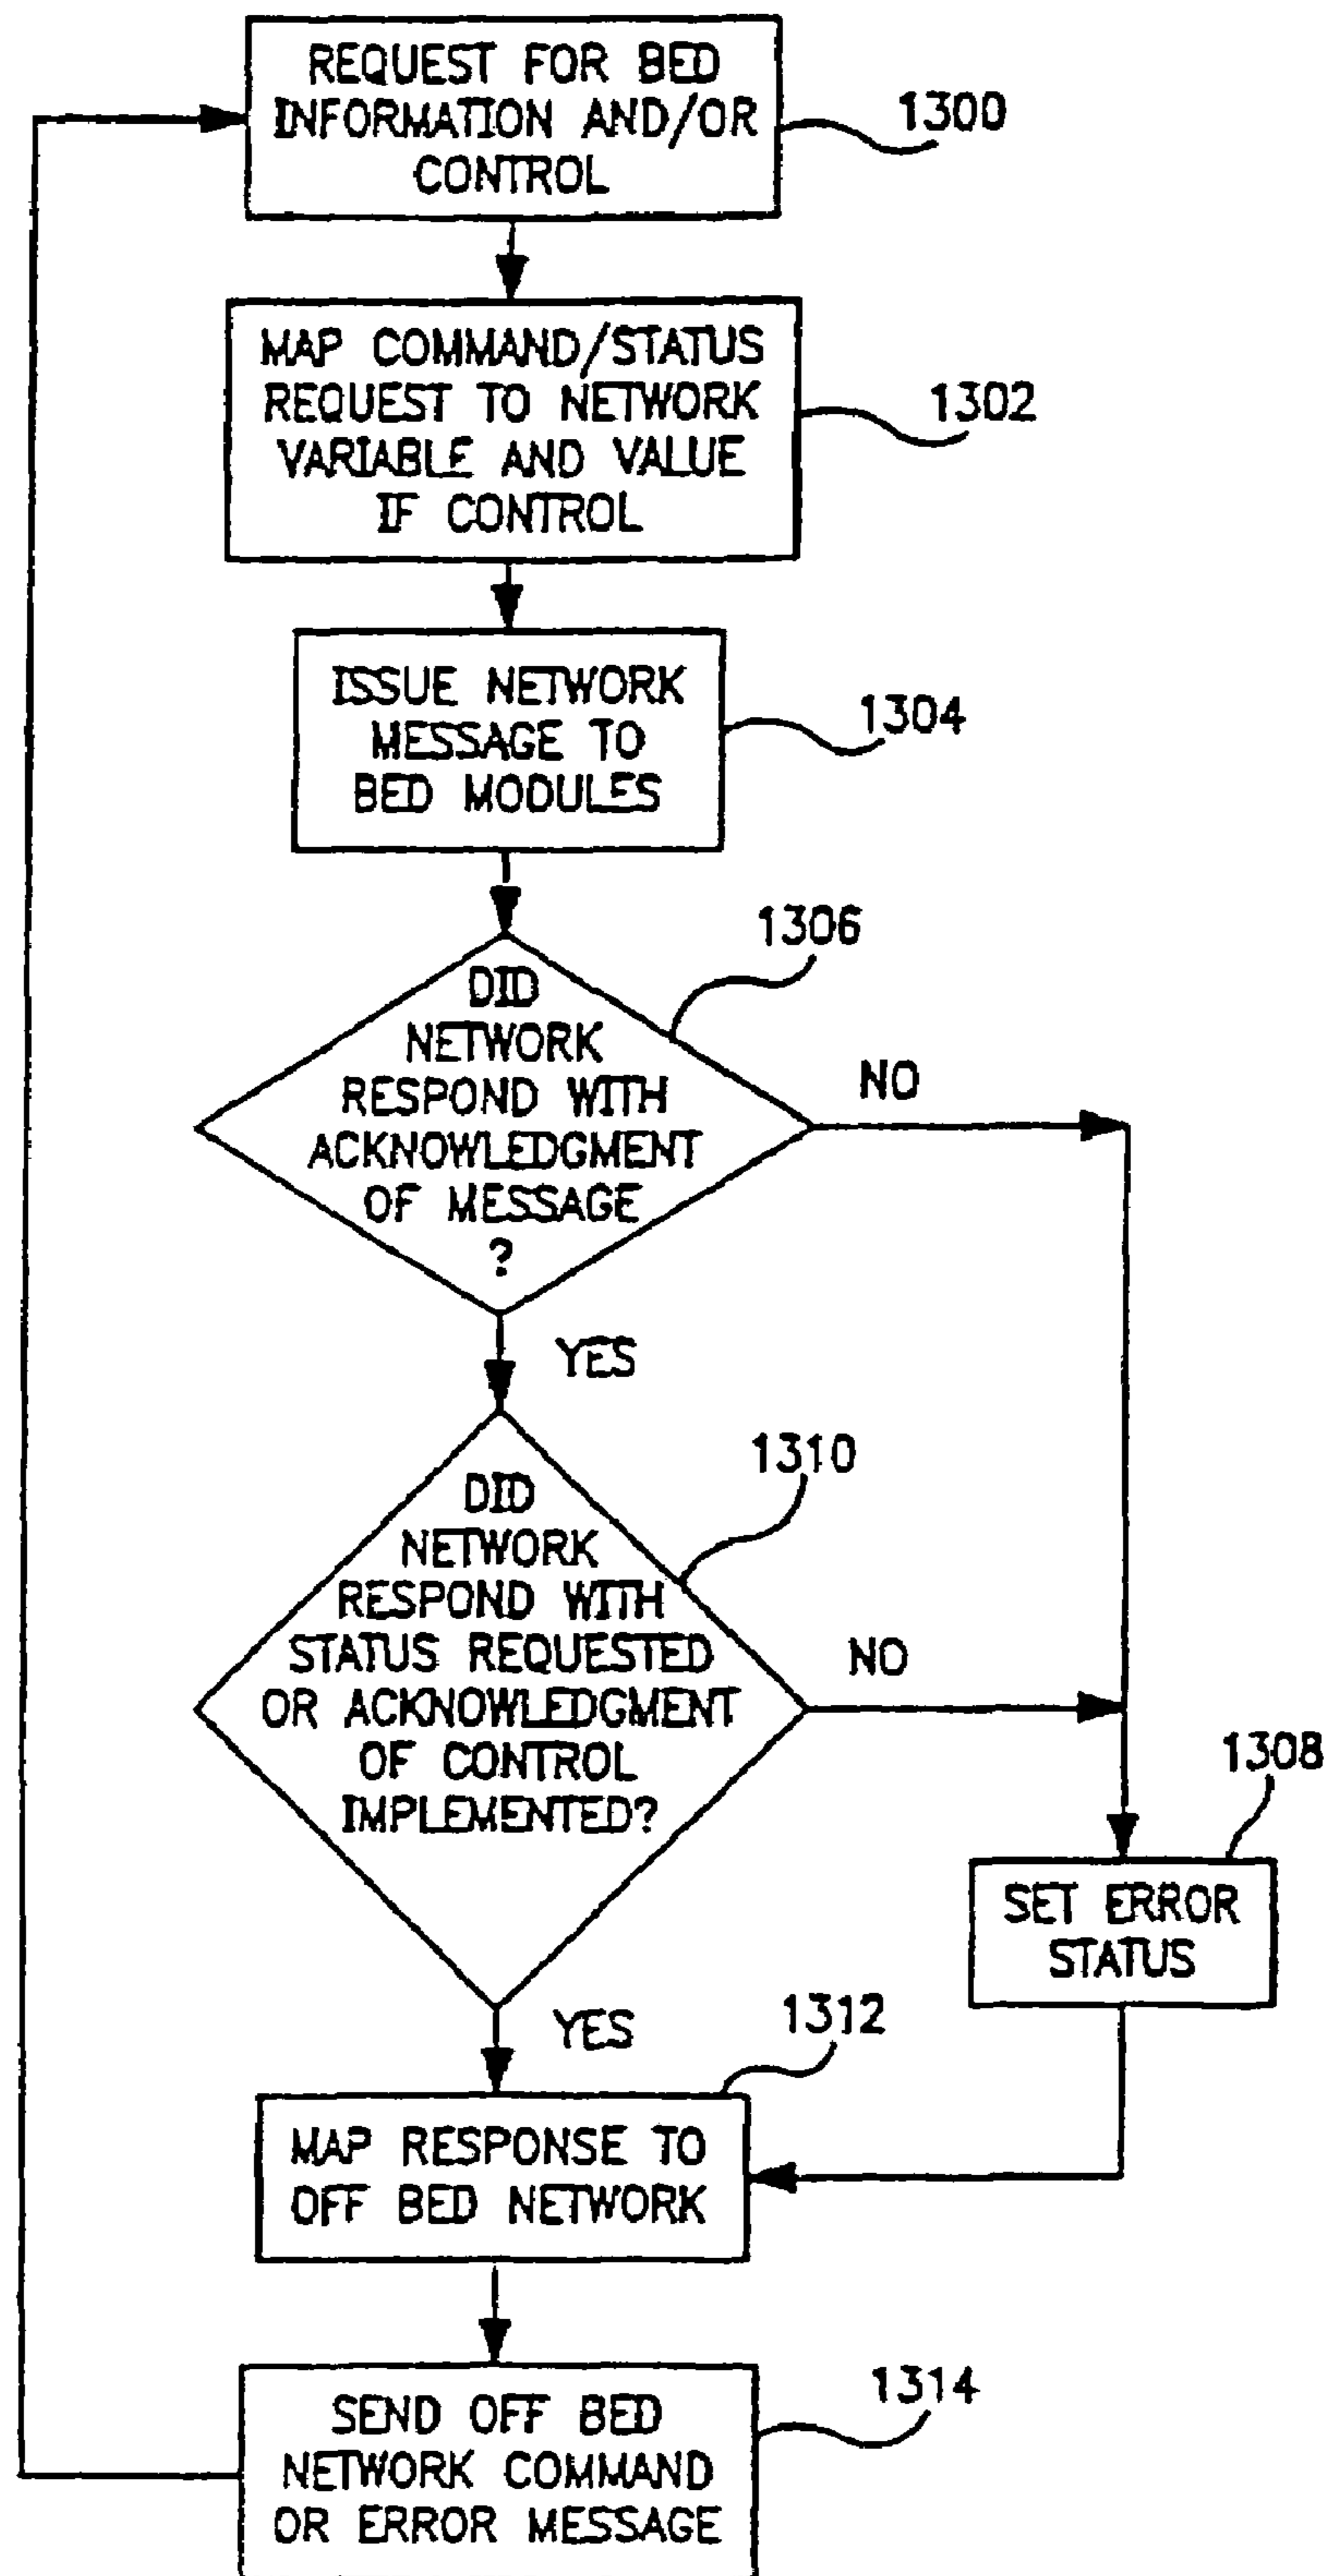 REQUEST FOR BED
INFORMATION AND/OR
CONTROL
1300
MAP COMMAND/STATUS
REQUEST TO NETWORK
VARIABLE AND VALUE
IF CONTROL
1302
ISSUE NETWORK
MESSAGE TO
BED MODULES
1304
1306
DID
NETWORK
RESPOND WITH
ACKNOWLEDGMENT
OF MESSAGE
?
NO
YES
1310
DID
NETWORK
RESPOND WITH
STATUS REQUESTED
OR ACKNOWLEDGMENT
OF CONTROL
IMPLEMENTED?
NO
1308
SET ERROR
STATUS
YES
1312
MAP RESPONSE TO
OFF BED NETWORK
1314
SEND OFF BED
NETWORK COMMAND
OR ERROR MESSAGE